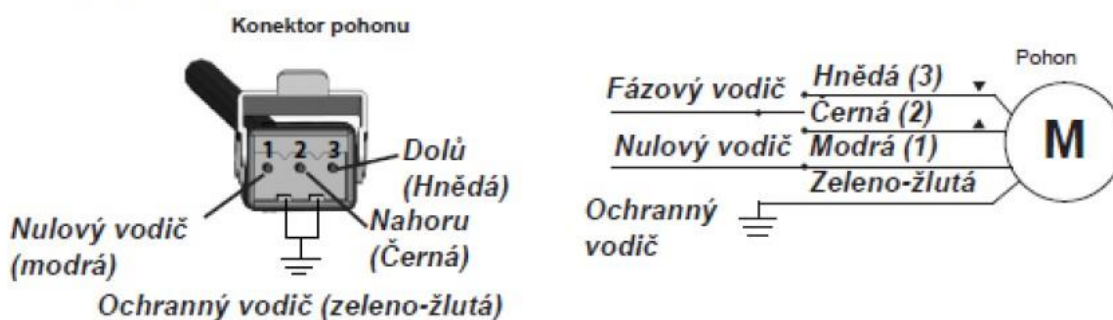 Konektor pohonu
1 2 3
Dolů
(Hnědá)
Nahoru
(Černá)
Nulový vodič
(modrá)
Ochranný vodič (zeleno-žlutá)
Pohon
Fázový vodič
Hnědá (3)
Černá (2)
Nulový vodič
Modrá (1)
Zeleno-žlutá
Ochranný
vodič
M